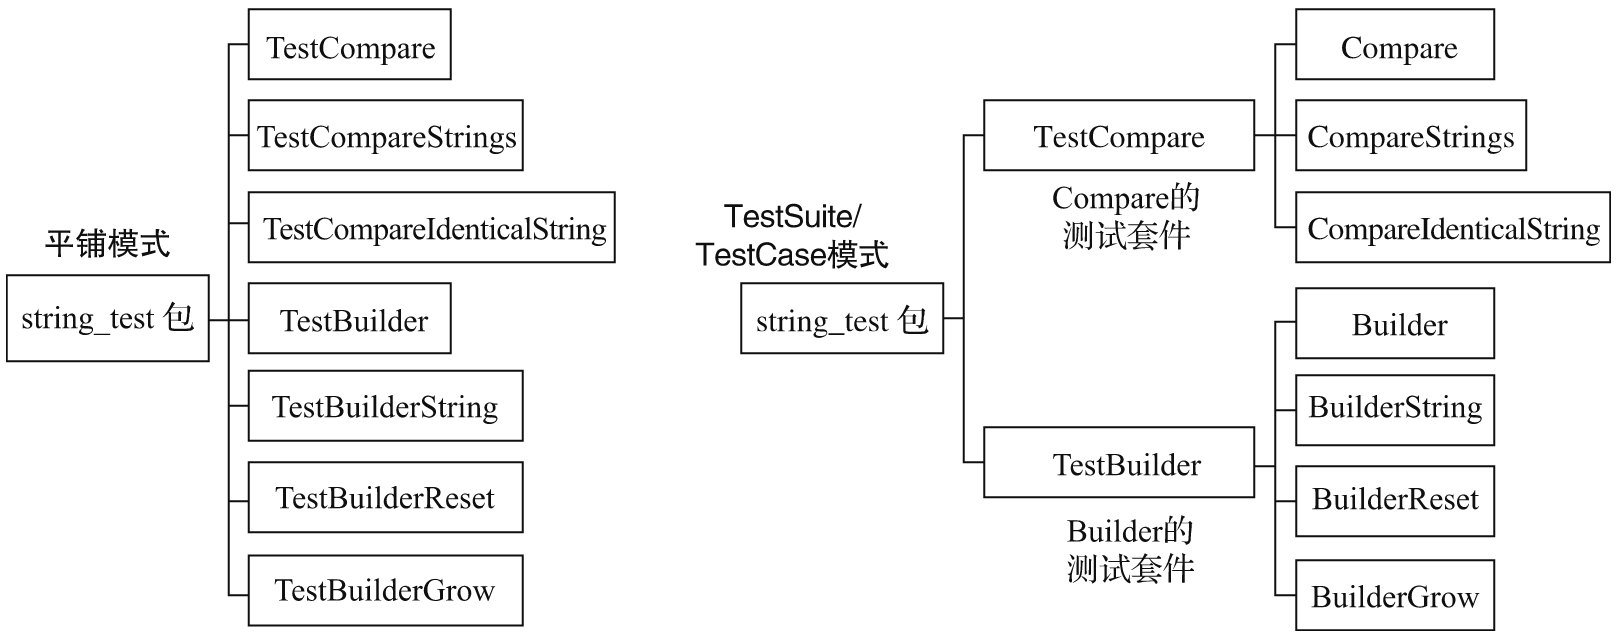 平铺模式
string_test 包
TestCompare
TestCompareStrings
TestCompareIdenticalString
TestBuilder
TestBuilderString
TestBuilderReset
TestBuilderGrow
TestSuite/
TestCase模式
string_test 包
TestCompare
Compare的
测试套件
Compare
CompareStrings
CompareIdenticalString
TestBuilder
Builder的
测试套件
Builder
BuilderString
BuilderReset
BuilderGrow